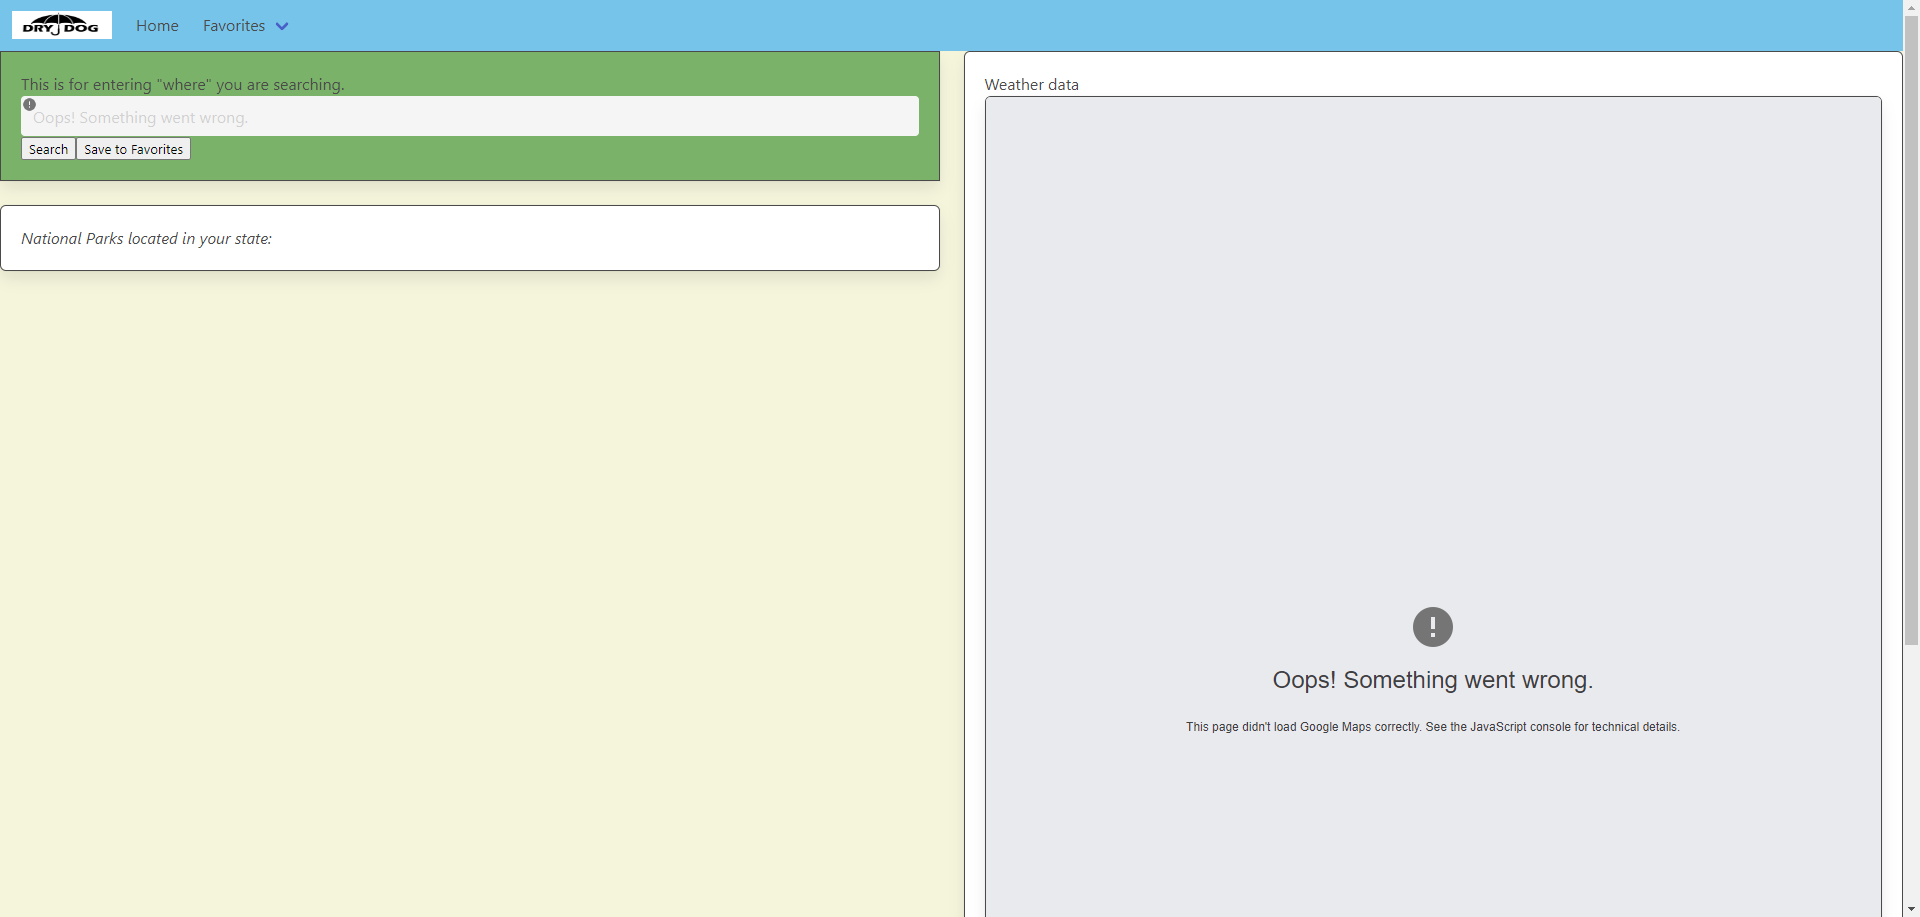 DRY DOG
Home
Favorites
This is for entering "where" you are searching.
Oops! Something went wrong.
Search
Save to Favorites
National Parks located in your state:
Weather data
Oops! Something went wrong.
This page didn't load Google Maps correctly. See the JavaScript console for technical details.